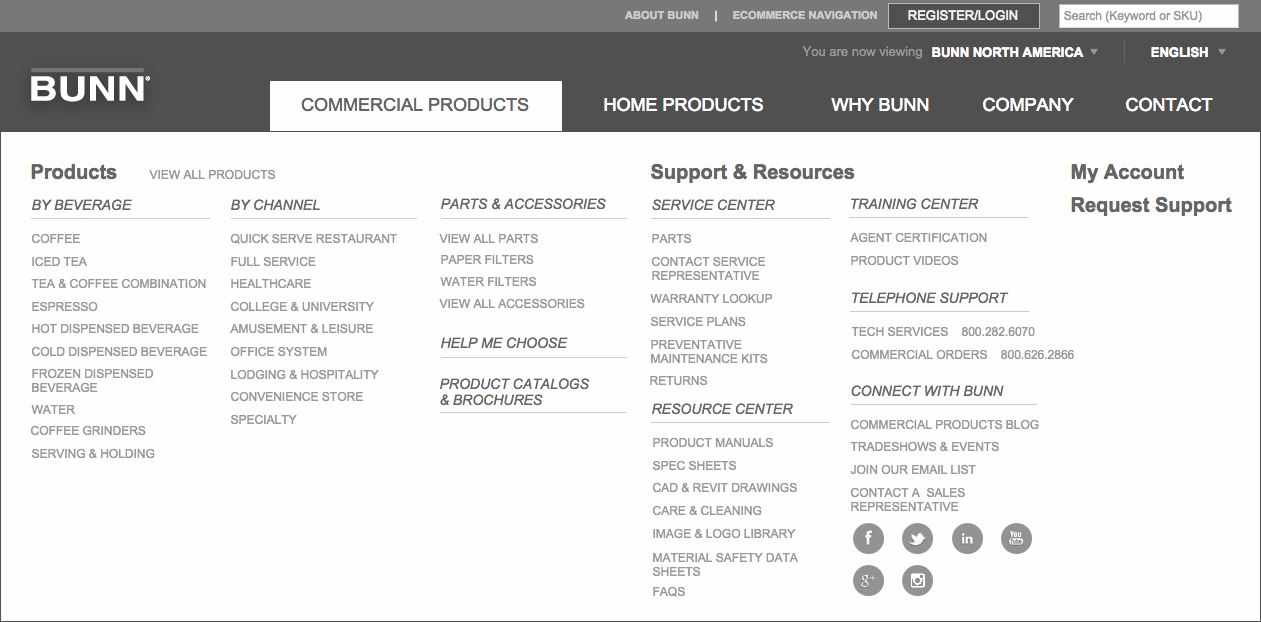 ABOUT BUNN | ECOMMERCE NAVIGATION REGISTER/LOGIN Search (Keyword or SKU)
You are now viewing BUNN NORTH AMERICA ENGLISH
BUNN®
COMMERCIAL PRODUCTS HOME PRODUCTS WHY BUNN COMPANY CONTACT
Products VIEW ALL PRODUCTS
BY BEVERAGE
COFFEE
ICED TEA
TEA & COFFEE COMBINATION
ESPRESSO
HOT DISPENSED BEVERAGE
COLD DISPENSED BEVERAGE
FROZEN DISPENSED
BEVERAGE
WATER
COFFEE GRINDERS
SERVING & HOLDING
BY CHANNEL
QUICK SERVE RESTAURANT
FULL SERVICE
HEALTHCARE
COLLEGE & UNIVERSITY
AMUSEMENT & LEISURE
OFFICE SYSTEM
LODGING & HOSPITALITY
CONVENIENCE STORE
SPECIALTY
PARTS & ACCESSORIES
VIEW ALL PARTS
PAPER FILTERS
WATER FILTERS
VIEW ALL ACCESSORIES
HELP ME CHOOSE
PRODUCT CATALOGS
& BROCHURES
Support & Resources
SERVICE CENTER
PARTS
CONTACT SERVICE
REPRESENTATIVE
WARRANTY LOOKUP
SERVICE PLANS
PREVENTATIVE
MAINTENANCE KITS
RETURNS
RESOURCE CENTER
PRODUCT MANUALS
SPEC SHEETS
CAD & REVIT DRAWINGS
CARE & CLEANING
IMAGE & LOGO LIBRARY
MATERIAL SAFETY DATA
SHEETS
FAQS
TRAINING CENTER
AGENT CERTIFICATION
PRODUCT VIDEOS
TELEPHONE SUPPORT
TECH SERVICES 800.282.6070
COMMERCIAL ORDERS 800.626.2866
CONNECT WITH BUNN
COMMERCIAL PRODUCTS BLOG
TRADESHOWS & EVENTS
JOIN OUR EMAIL LIST
CONTACT A SALES
REPRESENTATIVE
f in You Tube
g+
My Account
Request Support